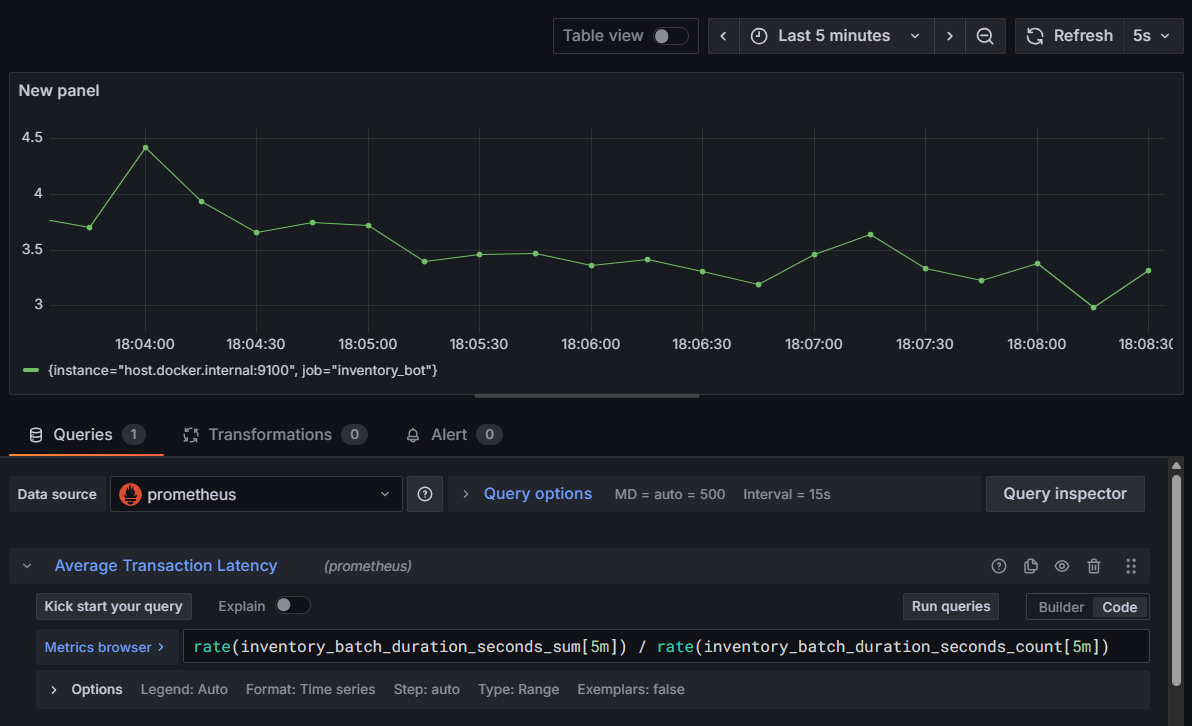 Table view
Last 5 minutes
Refresh
5s
New panel
4.5
4
3.5
3
18:04:00 18:04:30 18:05:00 18:05:30 18:06:00 18:06:30 18:07:00 18:07:30 18:08:00 18:08:30
{instance="host.docker.internal:9100", job="inventory_bot"}
Queries 1 Transformations 0 Alert 0
Data source prometheus Query options MD = auto = 500 Interval = 15s Query inspector
Average Transaction Latency (prometheus)
Kick start your query Explain Run queries Builder Code
Metrics browser rate(inventory_batch_duration_seconds_sum[5m]) / rate(inventory_batch_duration_seconds_count[5m])
Options Legend: Auto Format: Time series Step: auto Type: Range Exemplars: false